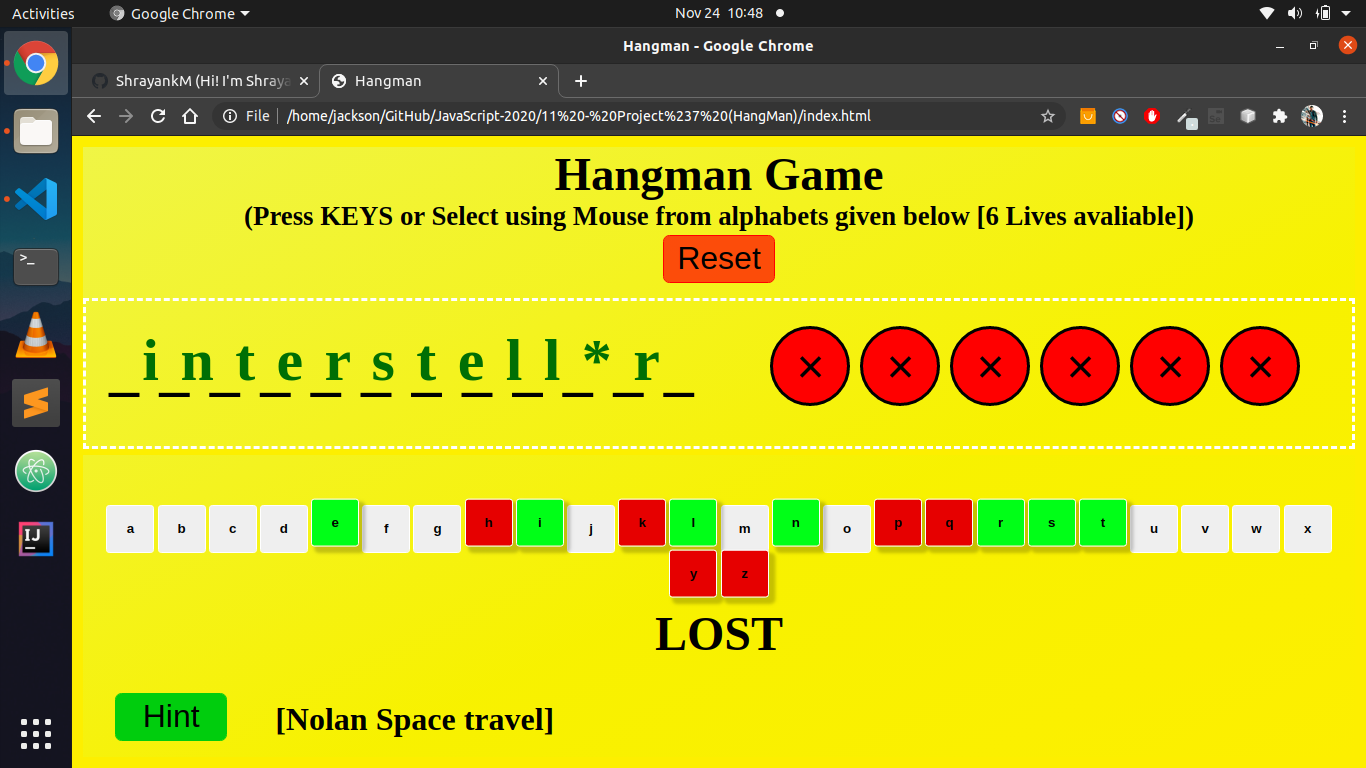 Activities Google Chrome Nov 24 10:48
Hangman - Google Chrome
ShrayankM (Hi! I'm Shraya Hangman
File /home/jackson/GitHub/JavaScript-2020/11%20-%20Project%237%20(HangMan)/index.html
Hangman Game
(Press KEYS or Select using Mouse from alphabets given below [6 Lives avaliable])
Reset
i n t e r s t e l l * r × × × × × ×
_ _ _ _ _ _ _ _ _ _ _ _
a b c d e f g h i j k l m n o p q r s t u v w x
y z
LOST
Hint [Nolan Space travel]